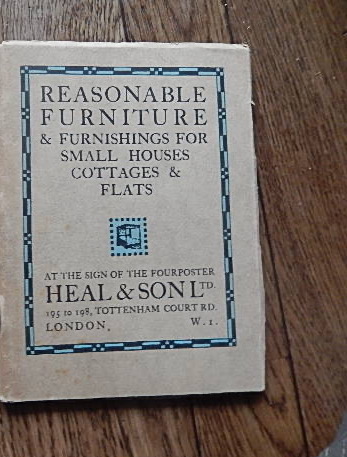 REASONABLE
FURNITURE
& FURNISHINGS FOR
SMALL HOUSES
COTTAGES &
FLATS
AT THE SIGN OF THE FOURPOSTER
HEAL & SON LTD.
195 to 198, TOTTENHAM COURT RD.
LONDON, W. 1.